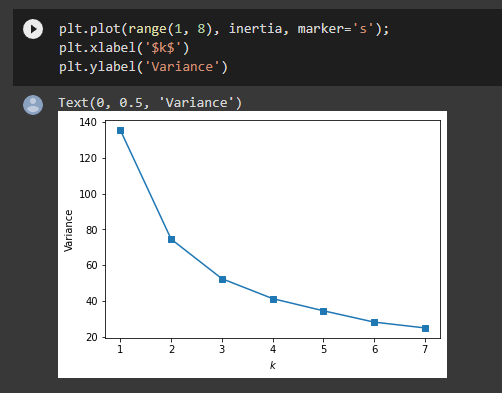 plt.plot(range(1, 8), inertia, marker='s');
plt.xlabel('$k$')
plt.ylabel('Variance')
Text(0, 0.5, 'Variance')
140
120
100
80
60
40
20
Variance
1 2 3 4 5 6 7
k